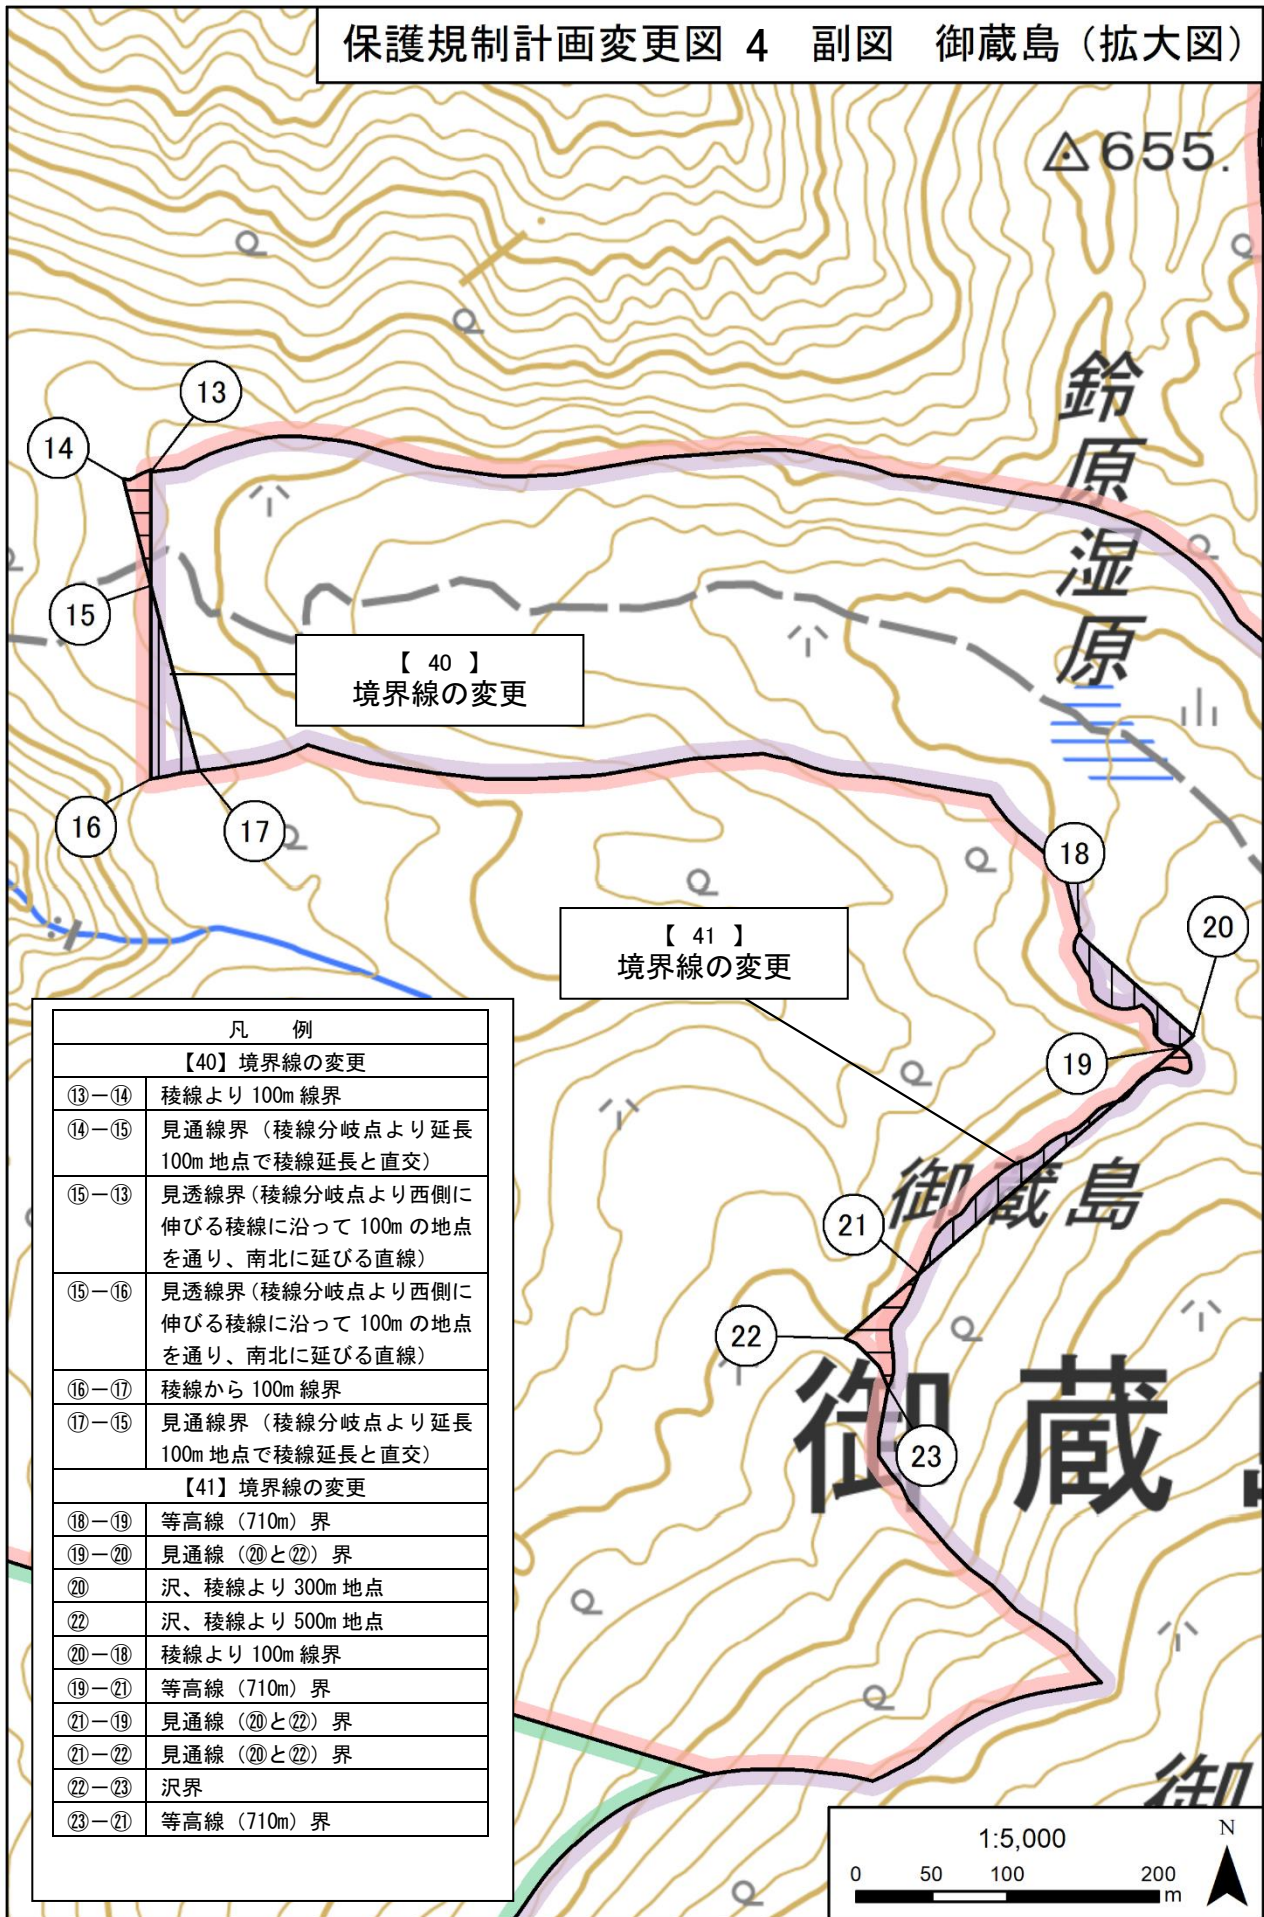 保護規制計画変更図 4　副図　御蔵島（拡大図）
655.
鈴原湿原
13
14
15
【 40 】
境界線の変更
16
17
18
【 41 】
境界線の変更
20
19
御蔵島
21
22
御蔵
23
御
凡　例
【40】境界線の変更
⑬－⑭ 稜線より 100m 線界
⑭－⑮ 見通線界（稜線分岐点より延長
100m 地点で稜線延長と直交）
⑮－⑬ 見透線界（稜線分岐点より西側に
伸びる稜線に沿って 100m の地点
を通り、南北に延びる直線）
⑮－⑯ 見透線界（稜線分岐点より西側に
伸びる稜線に沿って 100m の地点
を通り、南北に延びる直線）
⑯－⑰ 稜線から 100m 線界
⑰－⑮ 見通線界（稜線分岐点より延長
100m 地点で稜線延長と直交）
【41】境界線の変更
⑱－⑲ 等高線（710m）界
⑲－⑳ 見通線（⑳と㉒）界
⑳ 沢、稜線より 300m 地点
㉒ 沢、稜線より 500m 地点
⑳－⑱ 稜線より 100m 線界
⑲－㉑ 等高線（710m）界
㉑－⑲ 見通線（⑳と㉒）界
㉑－㉒ 見通線（⑳と㉒）界
㉒－㉓ 沢界
㉓－㉑ 等高線（710m）界
1:5,000
N
0 50 100 200
m